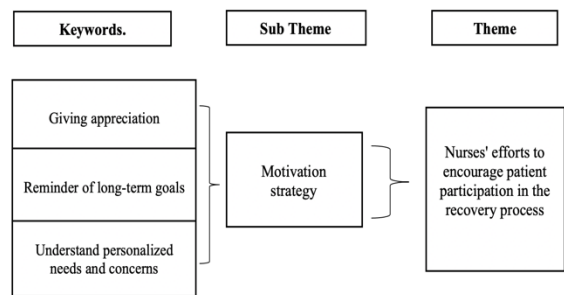 Keywords.
Sub Theme
Theme
Giving appreciation
Reminder of long-term goals
Understand personalized
needs and concerns
Motivation
strategy
Nurses' efforts to
encourage patient
participation in the
recovery process